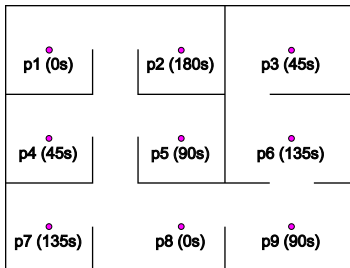 p1 (0s)
p2 (180s)
p3 (45s)
p4 (45s)
p5 (90s)
p6 (135s)
p7 (135s)
p8 (0s)
p9 (90s)